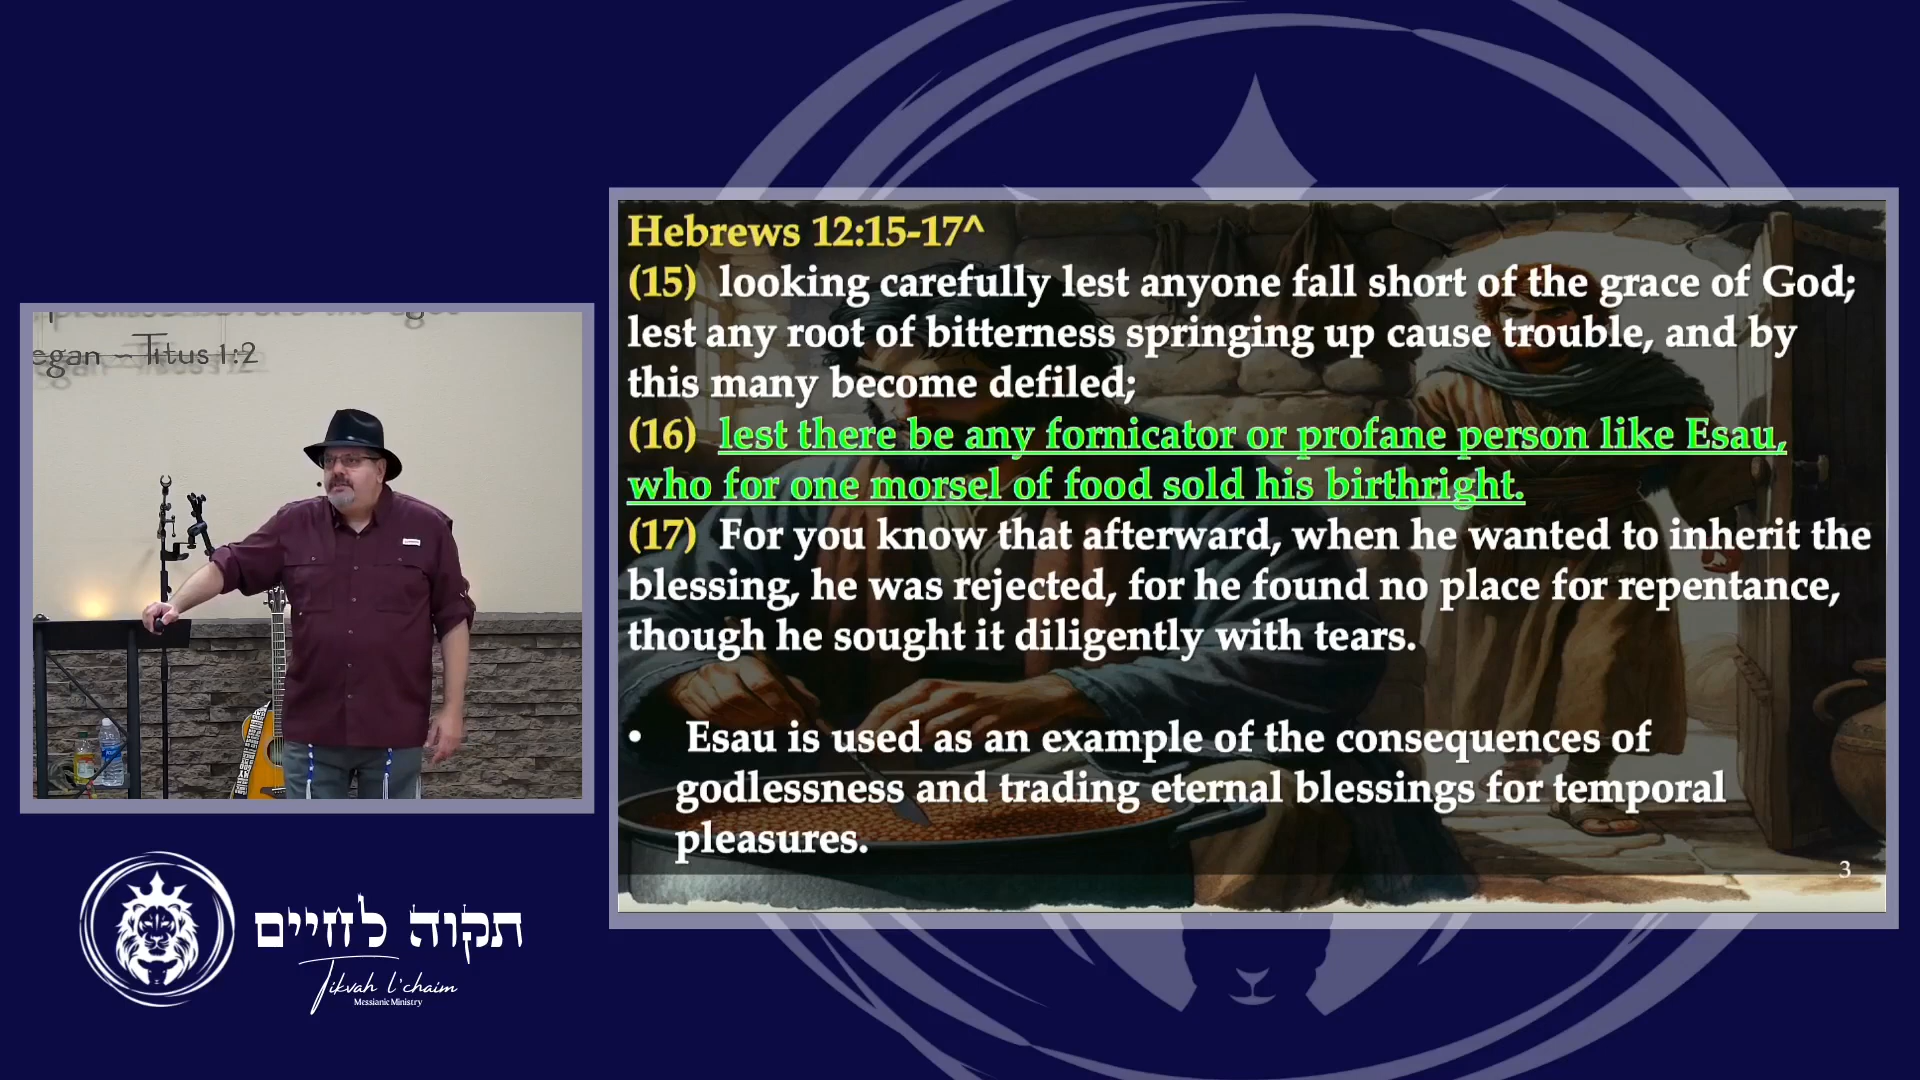 egan ~ Titus 1:2
Hebrews 12:15-17^
(15) looking carefully lest anyone fall short of the grace of God;
lest any root of bitterness springing up cause trouble, and by
this many become defiled;
(16) lest there be any fornicator or profane person like Esau,
who for one morsel of food sold his birthright.
(17) For you know that afterward, when he wanted to inherit the
blessing, he was rejected, for he found no place for repentance,
though he sought it diligently with tears.
• Esau is used as an example of the consequences of
godlessness and trading eternal blessings for temporal
pleasures.
3
תקוה לחיים
Tikvah l'chaim
Messianic Ministry